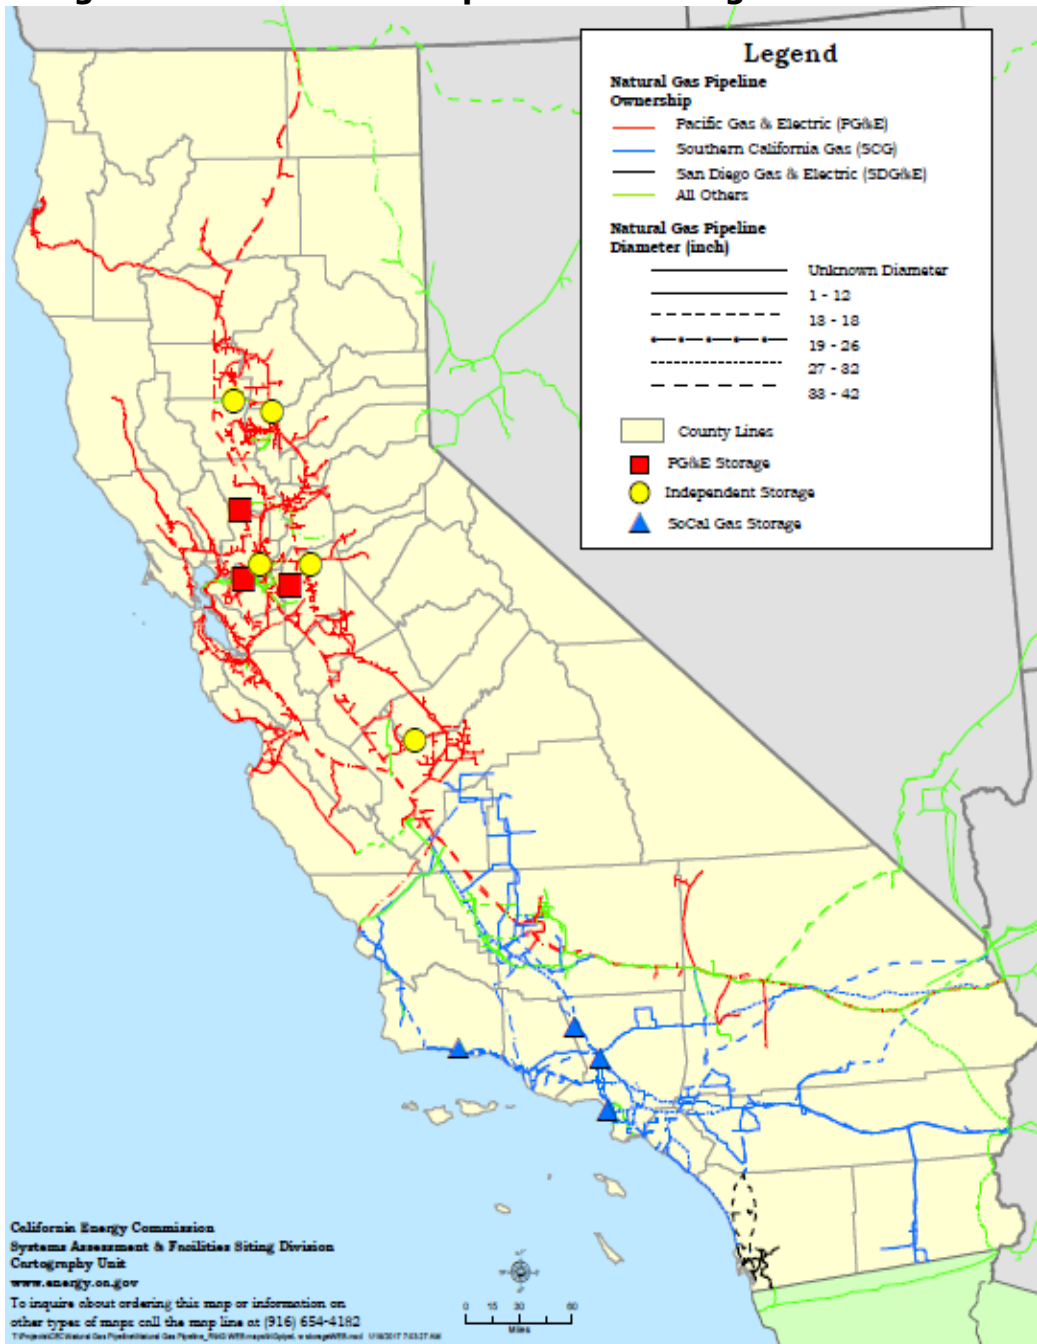 Legend
Natural Gas Pipeline
Ownership
Pacific Gas & Electric (PG&E)
Southern California Gas (SCG)
San Diego Gas & Electric (SDG&E)
All Others
Natural Gas Pipeline
Diameter (inch)
Unknown Diameter
1 - 12
13 - 18
19 - 26
27 - 32
33 - 42
County Lines
PG&E Storage
Independent Storage
SoCal Gas Storage
California Energy Commission
Systems Assessment & Facilities Siting Division
Cartography Unit
www.energy.ca.gov
To inquire about ordering this map or information on
other types of maps call the map line at (916) 654-4182
0 15 30 60
Miles